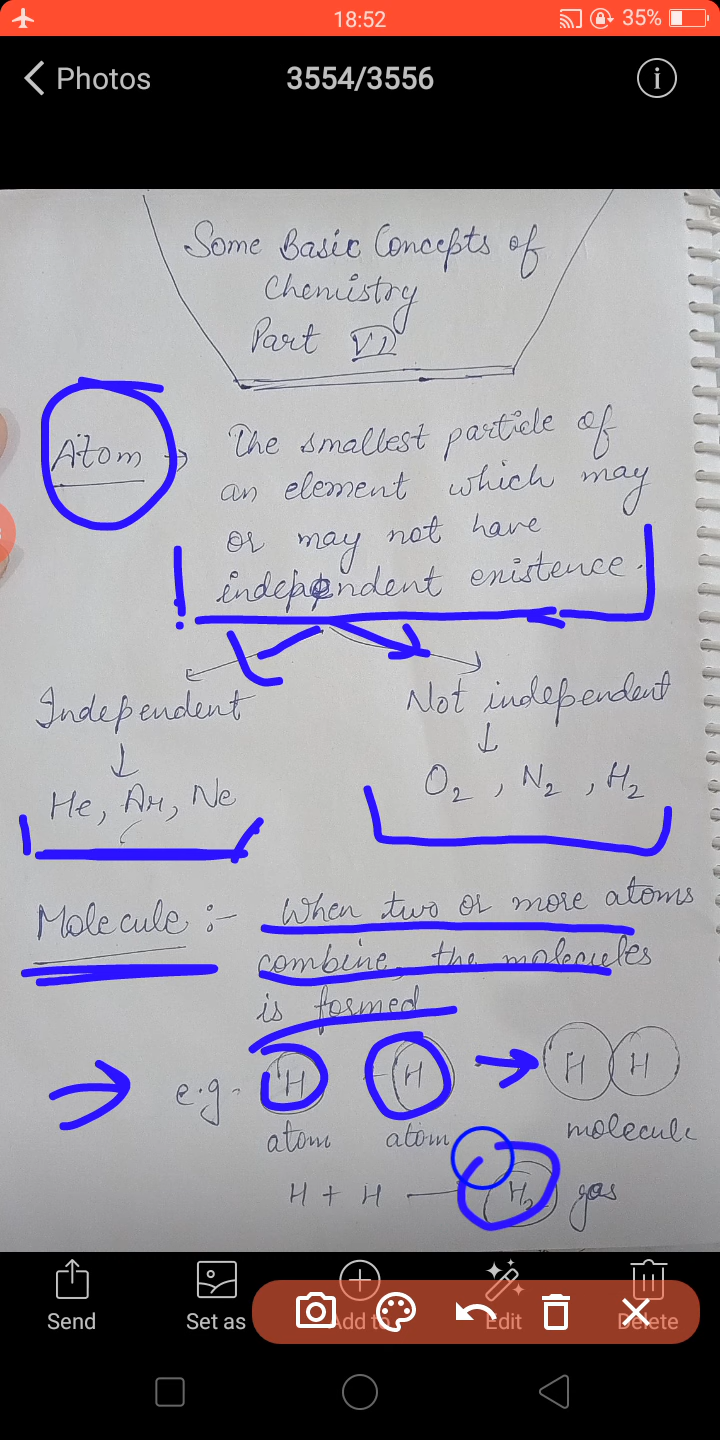 18:52
35%
Photos
3554/3556
Some Basic Concepts of
Chemistry
Part VI
Atom → The smallest particle of
an element which may
or may not have
independent existence.
Independent
Not independent
↓
↓
He, Ar, Ne
O₂, N₂, H₂
Molecule :- When two or more atoms
combine, the molecules
is formed
e.g- H H → H H
atom atom molecule
H + H — H₂ gas
Send
Set as
Add to
Edit
Delete